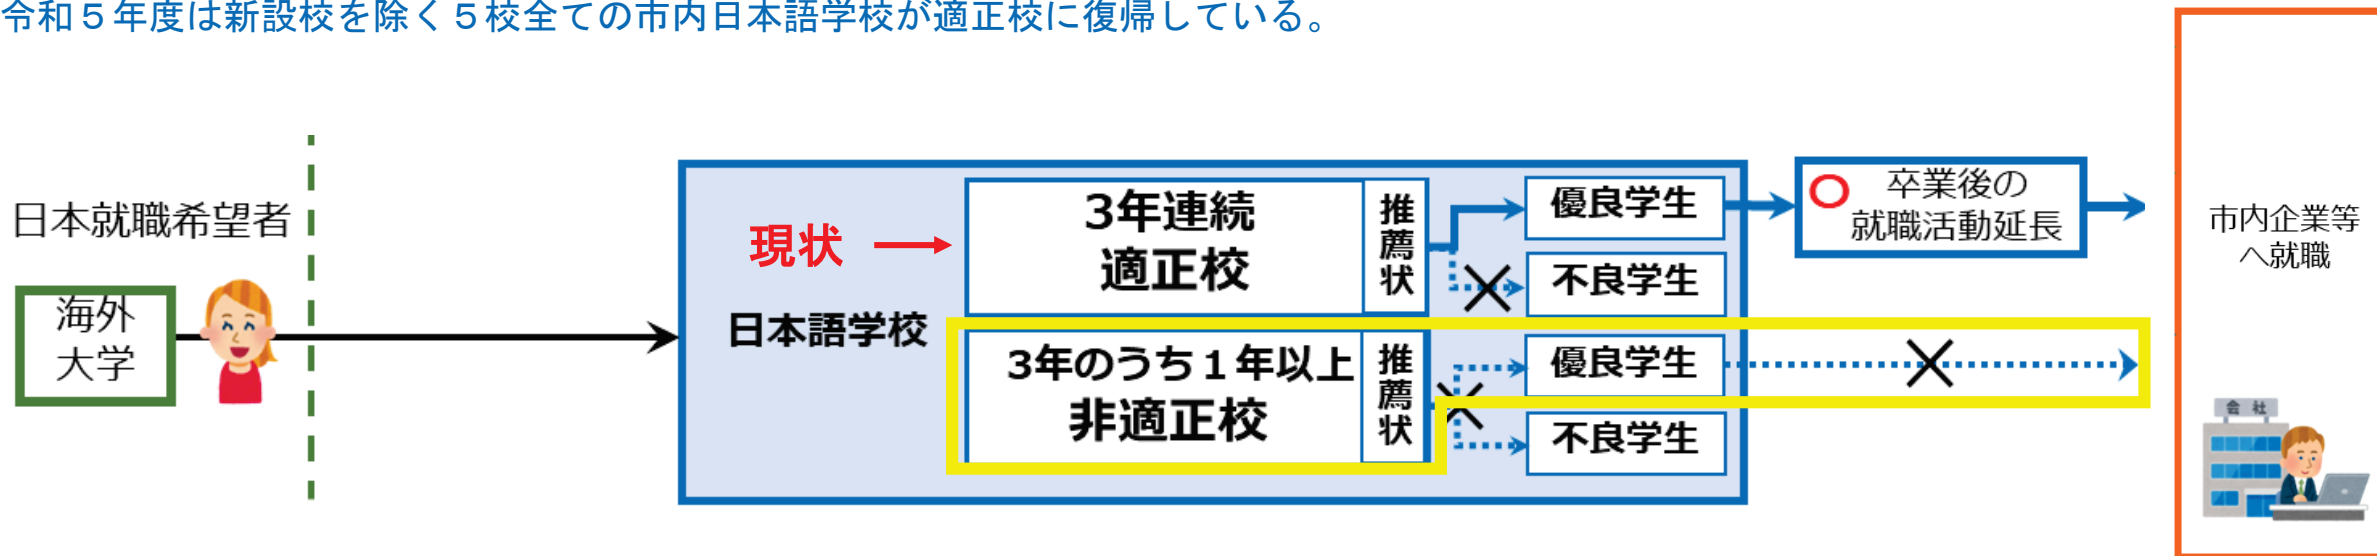 令和５年度は新設校を除く５校全ての市内日本語学校が適正校に復帰している。
日本就職希望者
海外
大学
現状
日本語学校
3年連続
適正校
推薦状
優良学生
不良学生
3年のうち１年以上
非適正校
推薦状
優良学生
不良学生
卒業後の
就職活動延長
市内企業等
へ就職
会社